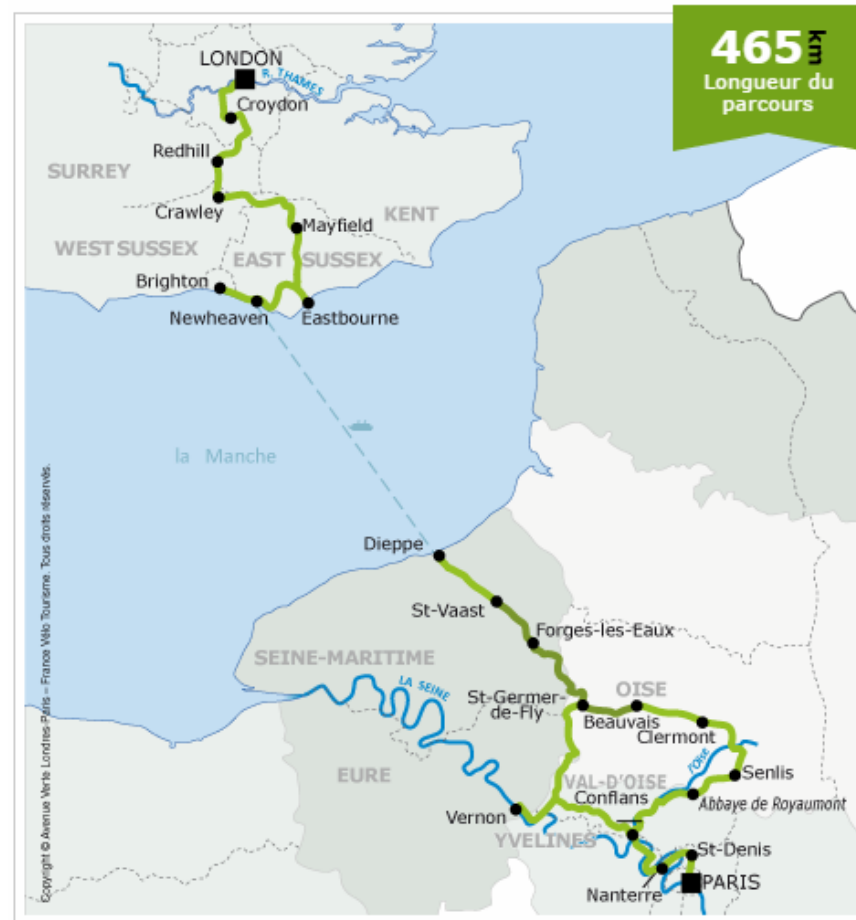 465 km
Longueur du
parcours
LONDON
R. THAMES
Croydon
Redhill
SURREY
Crawley
KENT
Mayfield
WEST SUSSEX
EAST SUSSEX
Brighton
Newheaven
Eastbourne
la Manche
Dieppe
St-Vaast
Forges-les-Eaux
SEINE-MARITIME
LA SEINE
St-Germer-
de-Fly
OISE
Beauvais
Clermont
l'Oise
EURE
VAL-D'OISE
Senlis
Conflans
Abbaye de Royaumont
Vernon
YVELINES
St-Denis
Nanterre
PARIS
Copyright © Avenue Verte Londres-Paris – France Vélo Tourisme. Tous droits réservés.